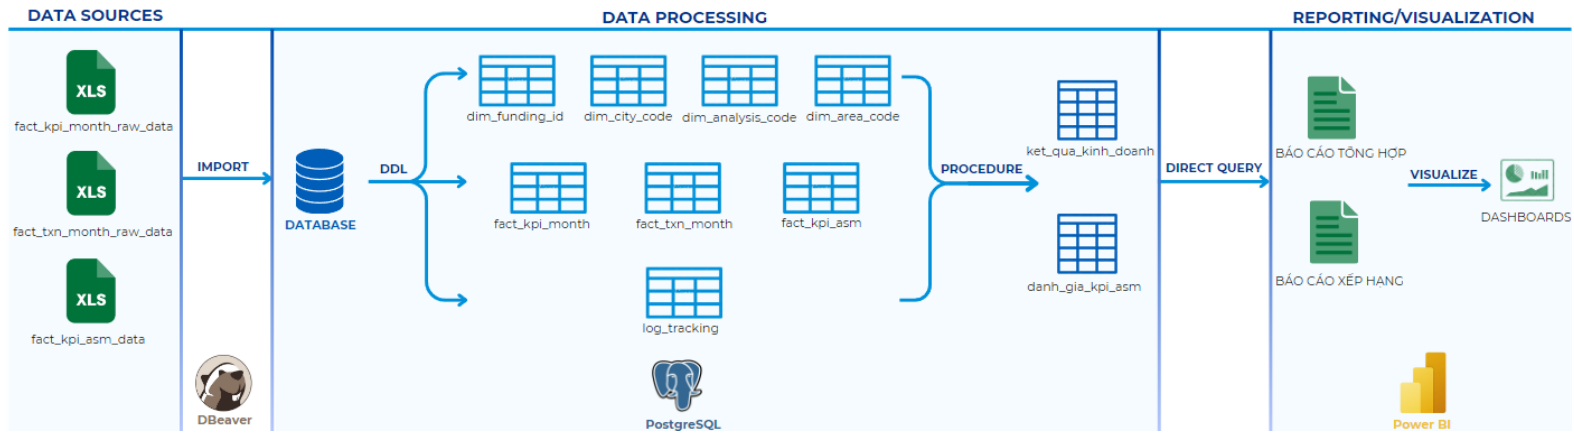 DATA SOURCES
DATA PROCESSING
REPORTING/VISUALIZATION
XLS
fact_kpi_month_raw_data
XLS
fact_txn_month_raw_data
XLS
fact_kpi_asm_data
IMPORT
DBeaver
DATABASE
DDL
dim_funding_id
dim_city_code
dim_analysis_code
dim_area_code
fact_kpi_month
fact_txn_month
fact_kpi_asm
log_tracking
PostgreSQL
PROCEDURE
ket_qua_kinh_doanh
danh_gia_kpi_asm
DIRECT QUERY
BÁO CÁO TỔNG HỢP
BÁO CÁO XẾP HẠNG
VISUALIZE
DASHBOARDS
Power BI